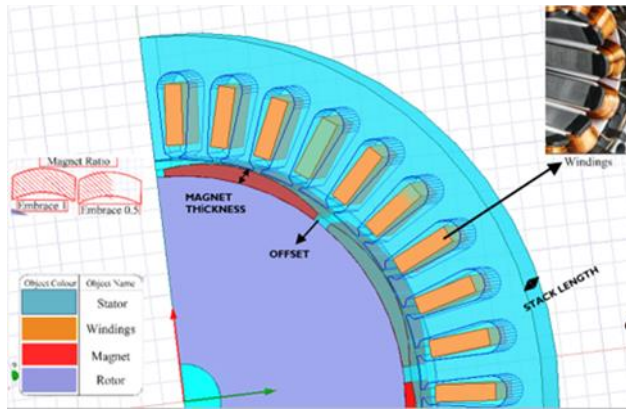 Magnet Ratio
Embrace 1
Embrace 0.5
MAGNET
THICKNESS
OFFSET
Windings
STACK LENGTH
Object Colour
Object Name
Stator
Windings
Magnet
Rotor